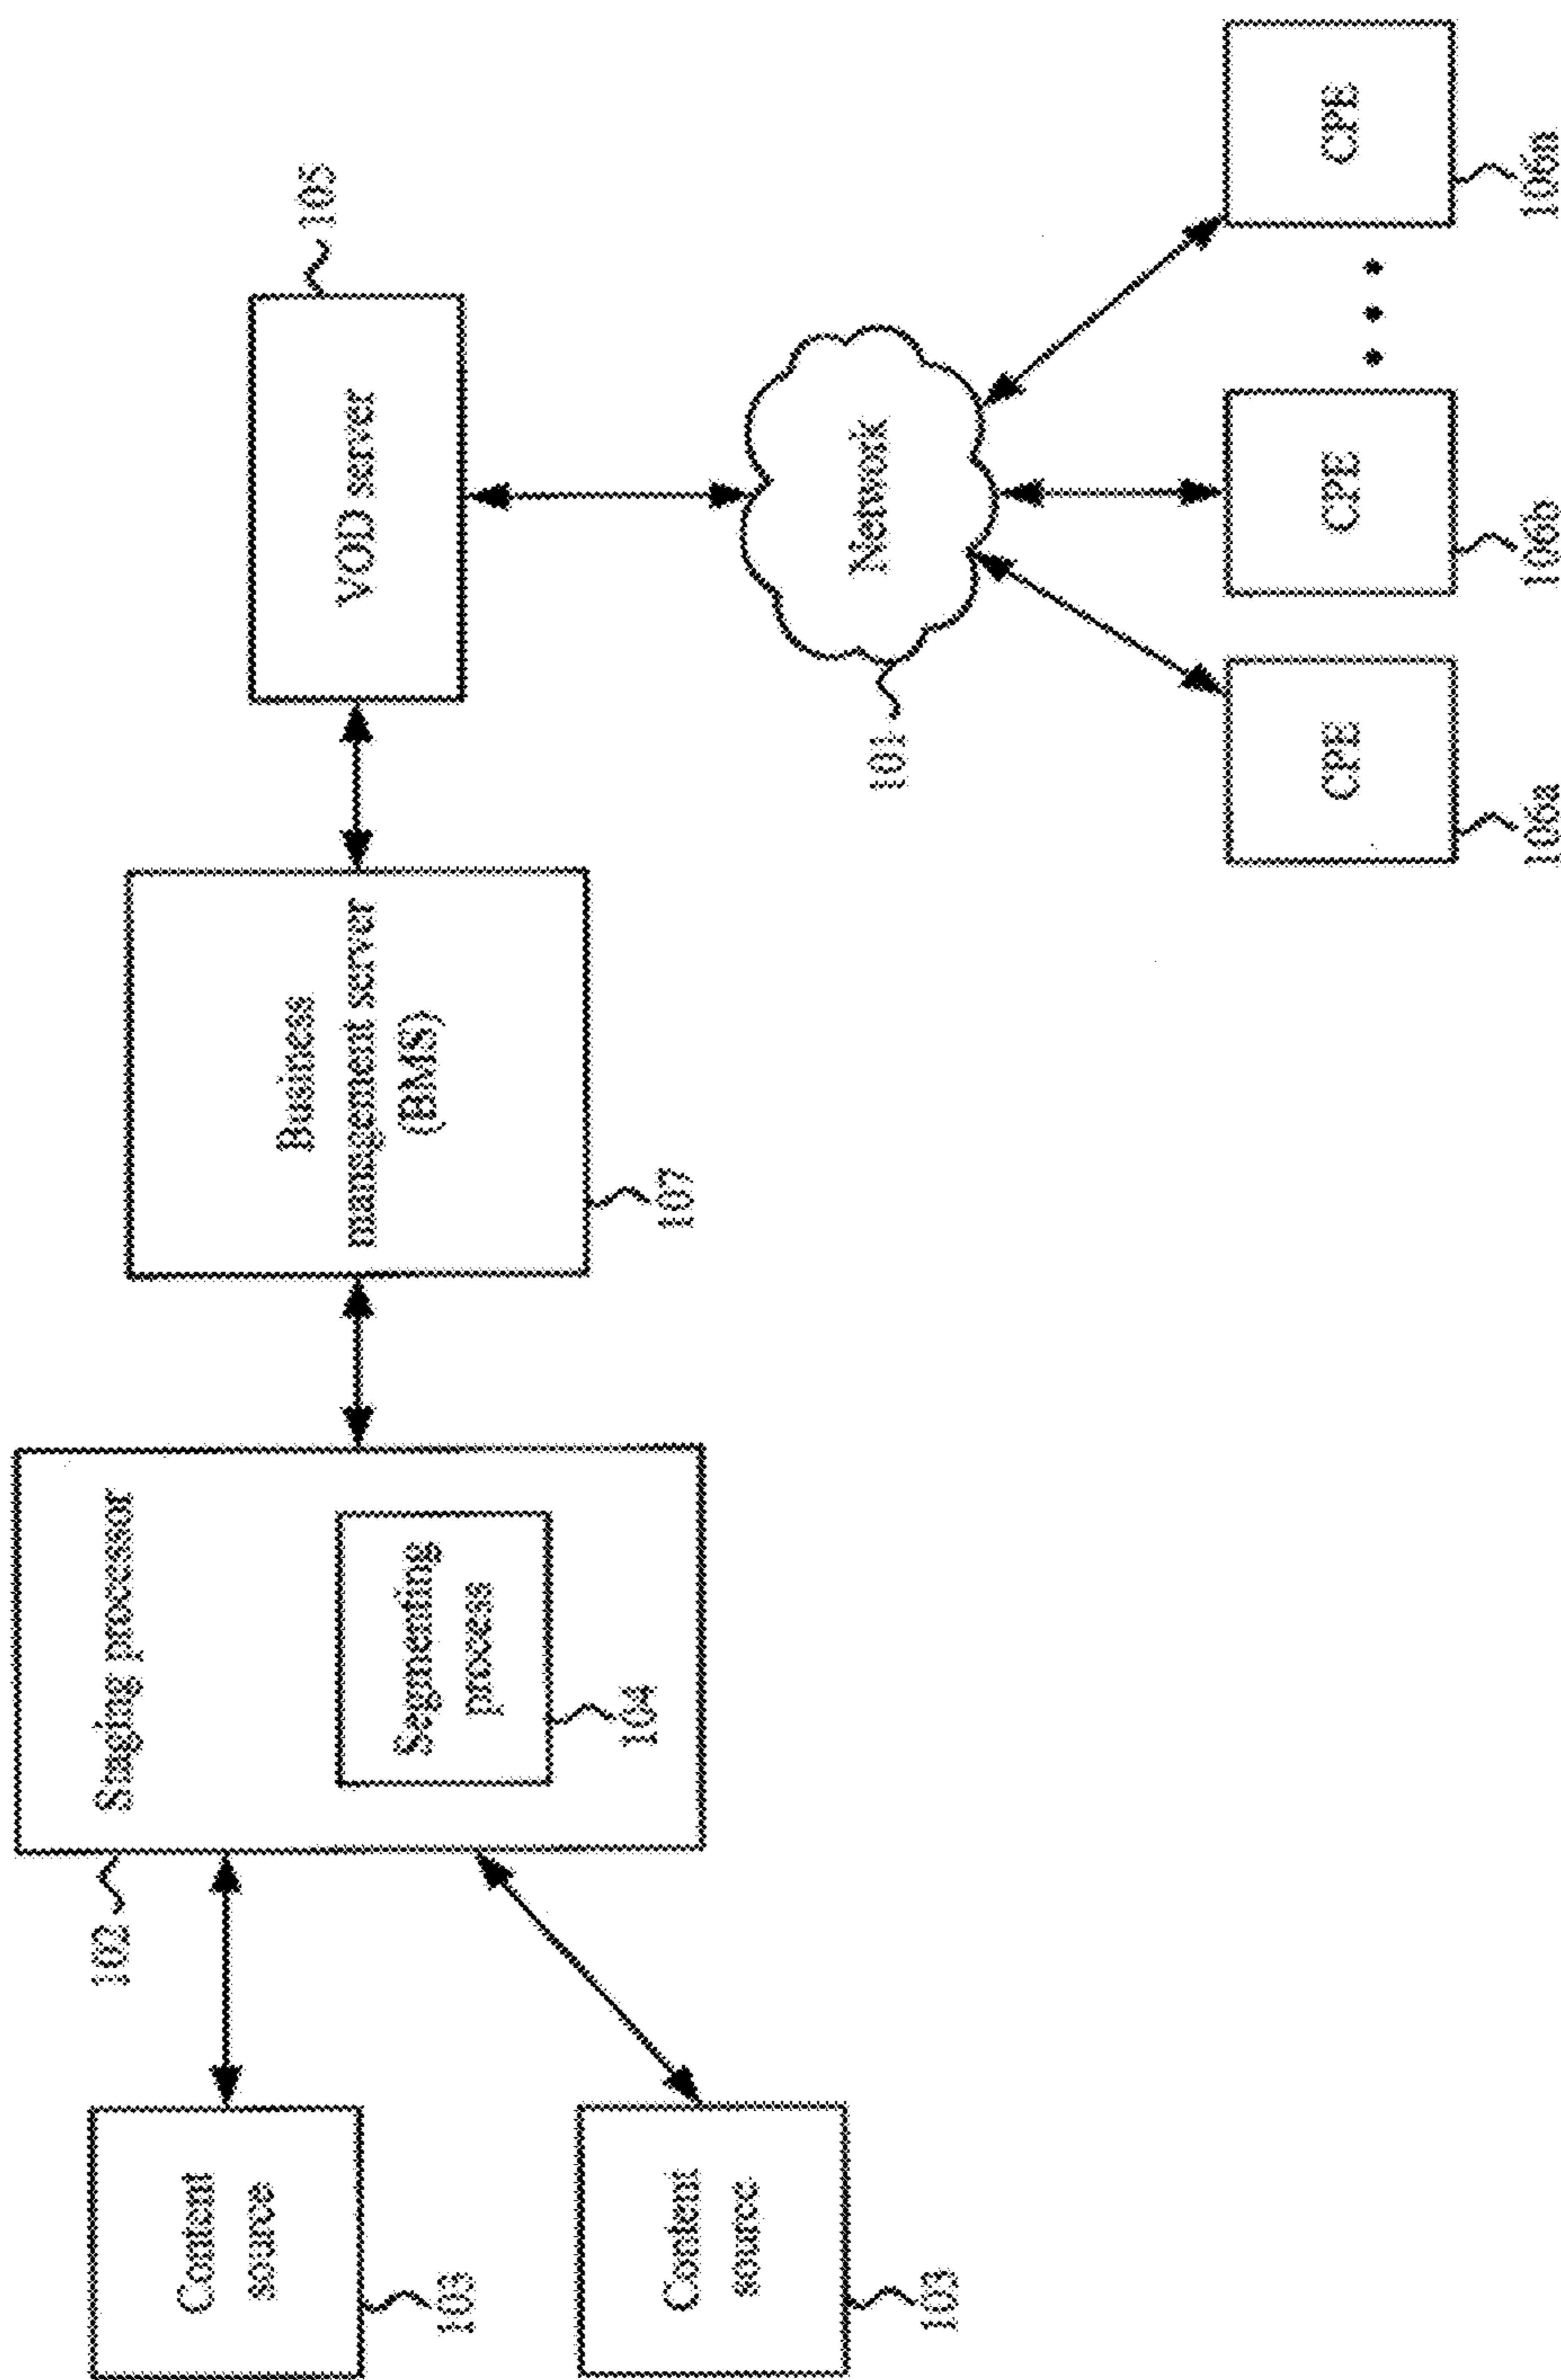 Content
source
103
Content
source
103
102
Staging processor
Segmenting
process
104
Business
management server
(BMS)
107
VOD server
105
Network
101
CPE
106a
CPE
106b
CPE
106n